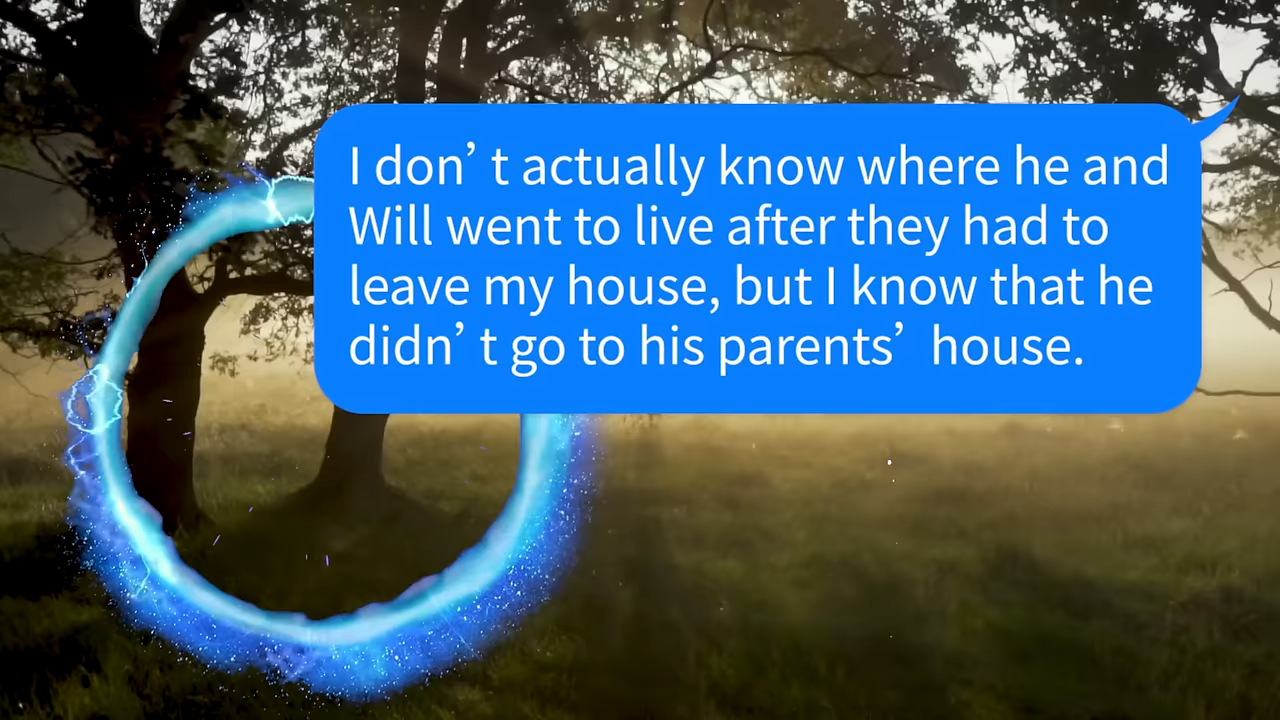 I don’t actually know where he and
Will went to live after they had to
leave my house, but I know that he
didn’t go to his parents’ house.